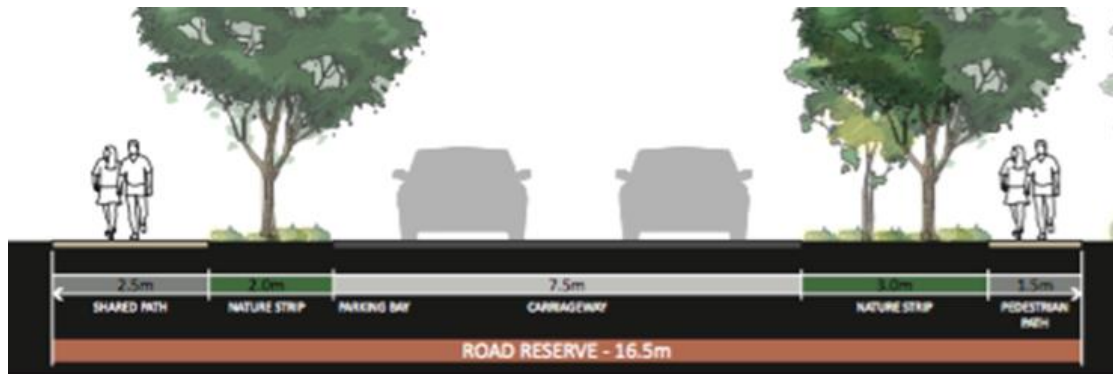 2.5m 2.0m 7.5m 3.0m 1.5m
SHARED PATH NATURE STRIP PARKING BAY CARRIAGEWAY NATURE STRIP PEDESTRIAN
PATH
ROAD RESERVE - 16.5m